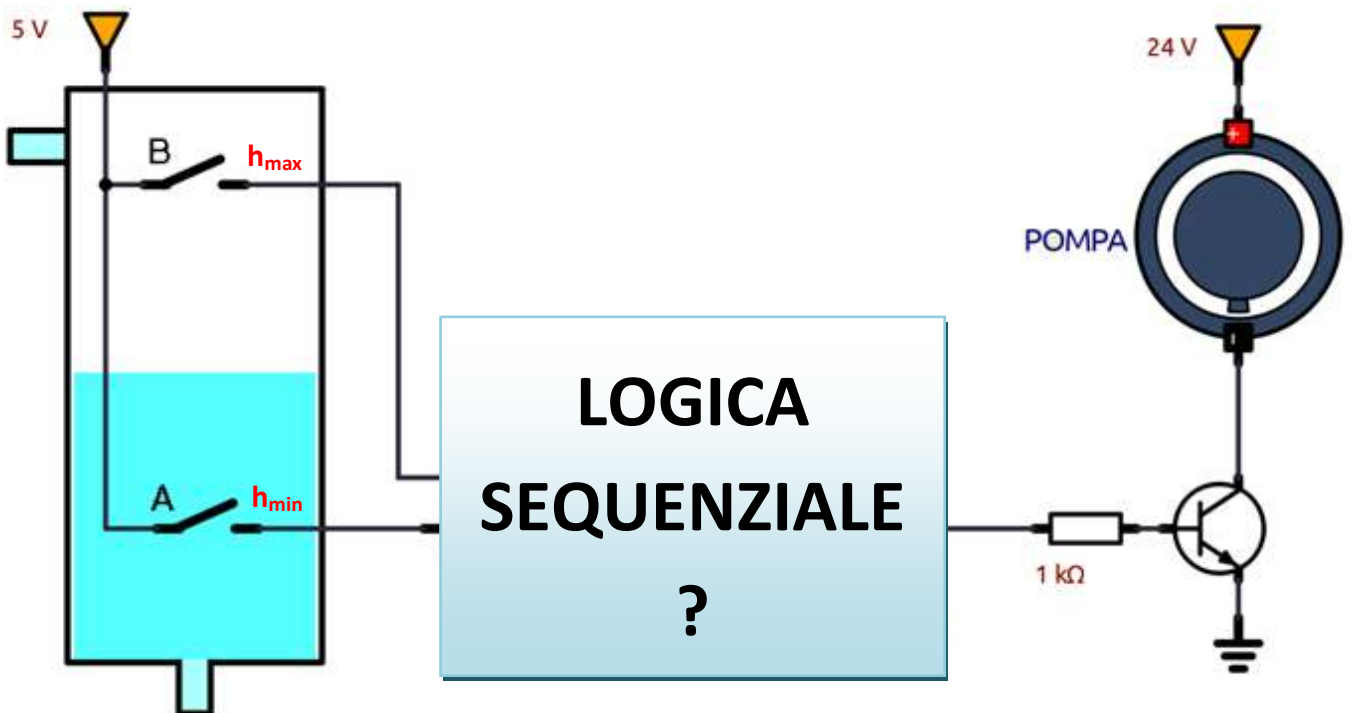 5 V
24 V
B
hmax
POMPA
LOGICA
SEQUENZIALE
?
A
hmin
1 kΩ
+